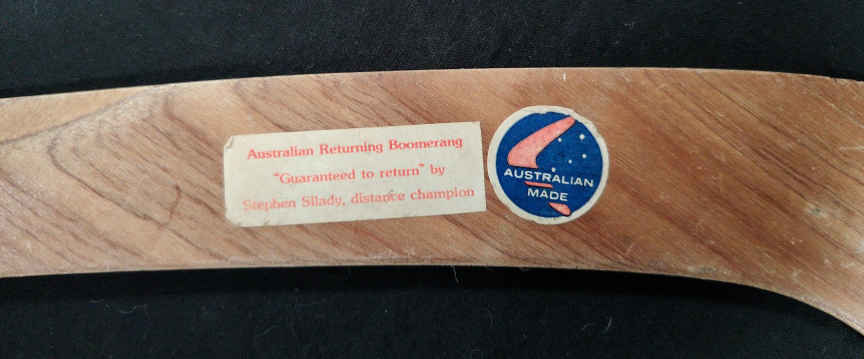 Australian Returning Boomerang
"Guaranteed to return" by
Stephen Silady, distance champion
AUSTRALIAN
MADE